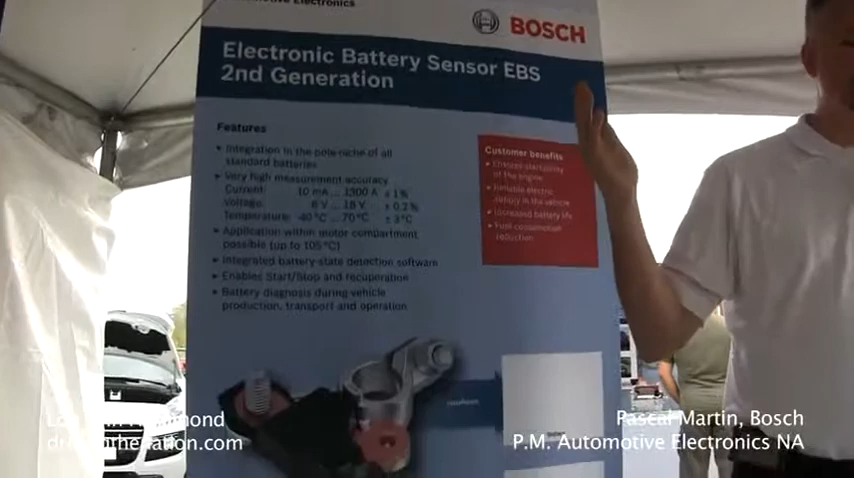 Automotive Electronics
BOSCH
Electronic Battery Sensor EBS
2nd Generation
Features
Integration in the pole-niche of all
standard batteries
Very high measurement accuracy
Current: 10 mA ... 1300 A ± 1%
Voltage: 6 V ... 18 V ± 0.2%
Temperature: -40°C ... 70°C ± 3°C
Application within motor compartment
possible (up to 105°C)
Integrated battery-state detection software
Enables Start/Stop and recuperation
Battery diagnosis during vehicle
production, transport and operation
Customer benefits
Enhances startability
of the engine
Reliable electric
supply in the vehicle
Increased battery life
Fuel consumption
reduction
Pascal Martin, Bosch
P.M. Automotive Electronics NA